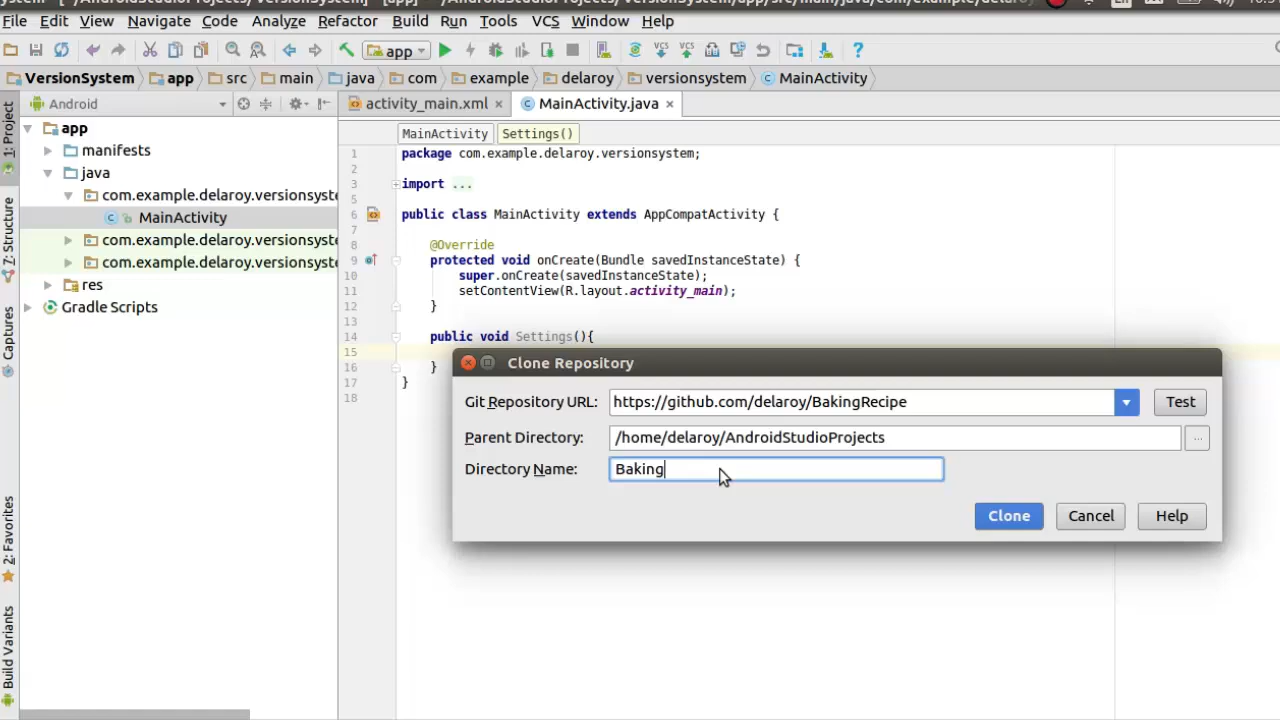 File Edit View Navigate Code Analyze Refactor Build Run Tools VCS Window Help
app VCS VCS ?
VersionSystem app src main java com example delaroy versionsystem MainActivity
1: Project
Z: Structure
Captures
2: Favorites
Build Variants
Android
app
manifests
java
com.example.delaroy.versionsyste
MainActivity
com.example.delaroy.versionsyste
com.example.delaroy.versionsyste
res
Gradle Scripts
activity_main.xml MainActivity.java
MainActivity Settings()
1 package com.example.delaroy.versionsystem;
2
3 import ...
5
6 public class MainActivity extends AppCompatActivity {
7
8 @Override
9 protected void onCreate(Bundle savedInstanceState) {
10 super.onCreate(savedInstanceState);
11 setContentView(R.layout.activity_main);
12 }
13
14 public void Settings(){
15
16 }
17 }
18
Clone Repository
Git Repository URL: https://github.com/delaroy/BakingRecipe Test
Parent Directory: /home/delaroy/AndroidStudioProjects ...
Directory Name: Baking
Clone Cancel Help